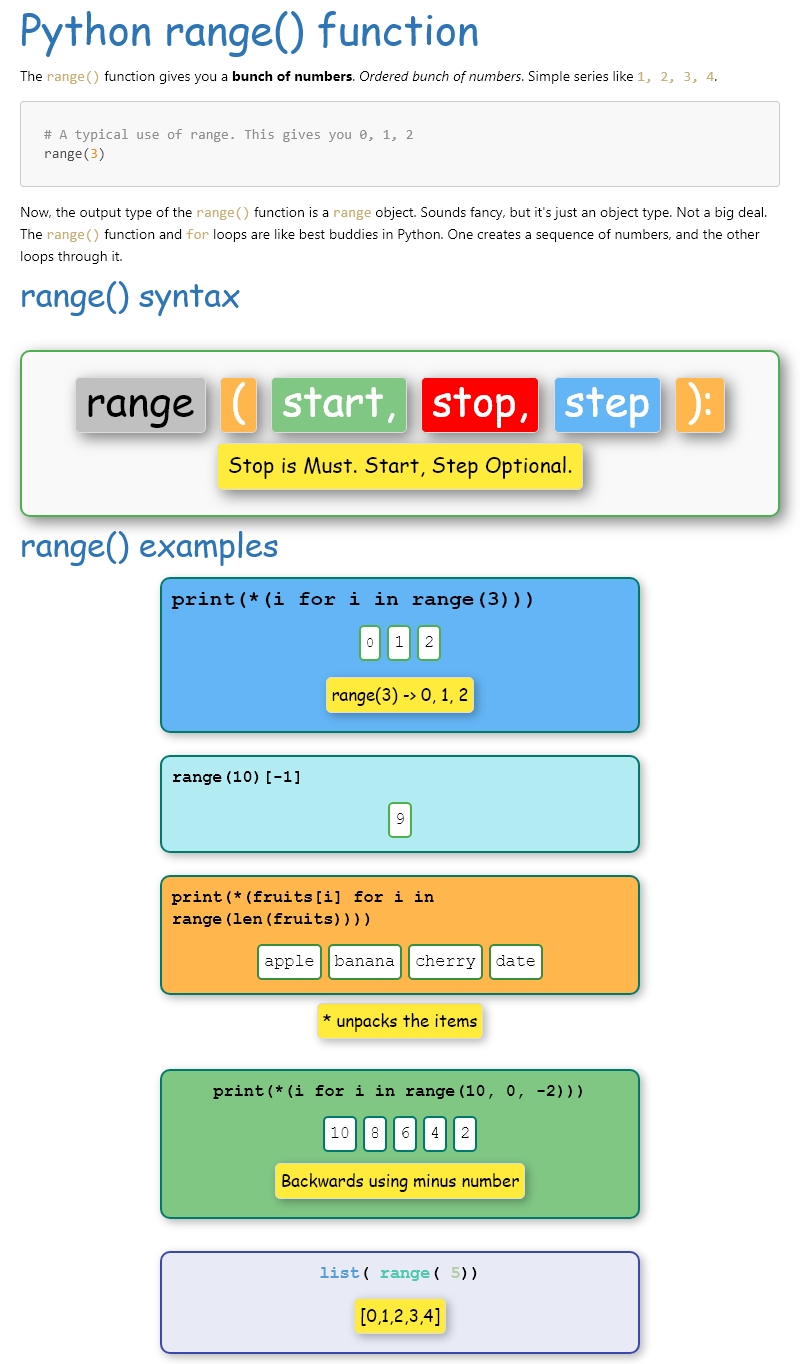 Python range() function
The range() function gives you a bunch of numbers. Ordered bunch of numbers. Simple series like 1, 2, 3, 4.
# A typical use of range. This gives you 0, 1, 2
range(3)
Now, the output type of the range() function is a range object. Sounds fancy, but it's just an object type. Not a big deal.
The range() function and for loops are like best buddies in Python. One creates a sequence of numbers, and the other
loops through it.
range() syntax
range ( start, stop, step ):
Stop is Must. Start, Step Optional.
range() examples
print(*(i for i in range(3)))
0 1 2
range(3) -> 0, 1, 2
range(10)[-1]
9
print(*(fruits[i] for i in
range(len(fruits))))
apple banana cherry date
* unpacks the items
print(*(i for i in range(10, 0, -2)))
10 8 6 4 2
Backwards using minus number
list( range( 5))
[0,1,2,3,4]